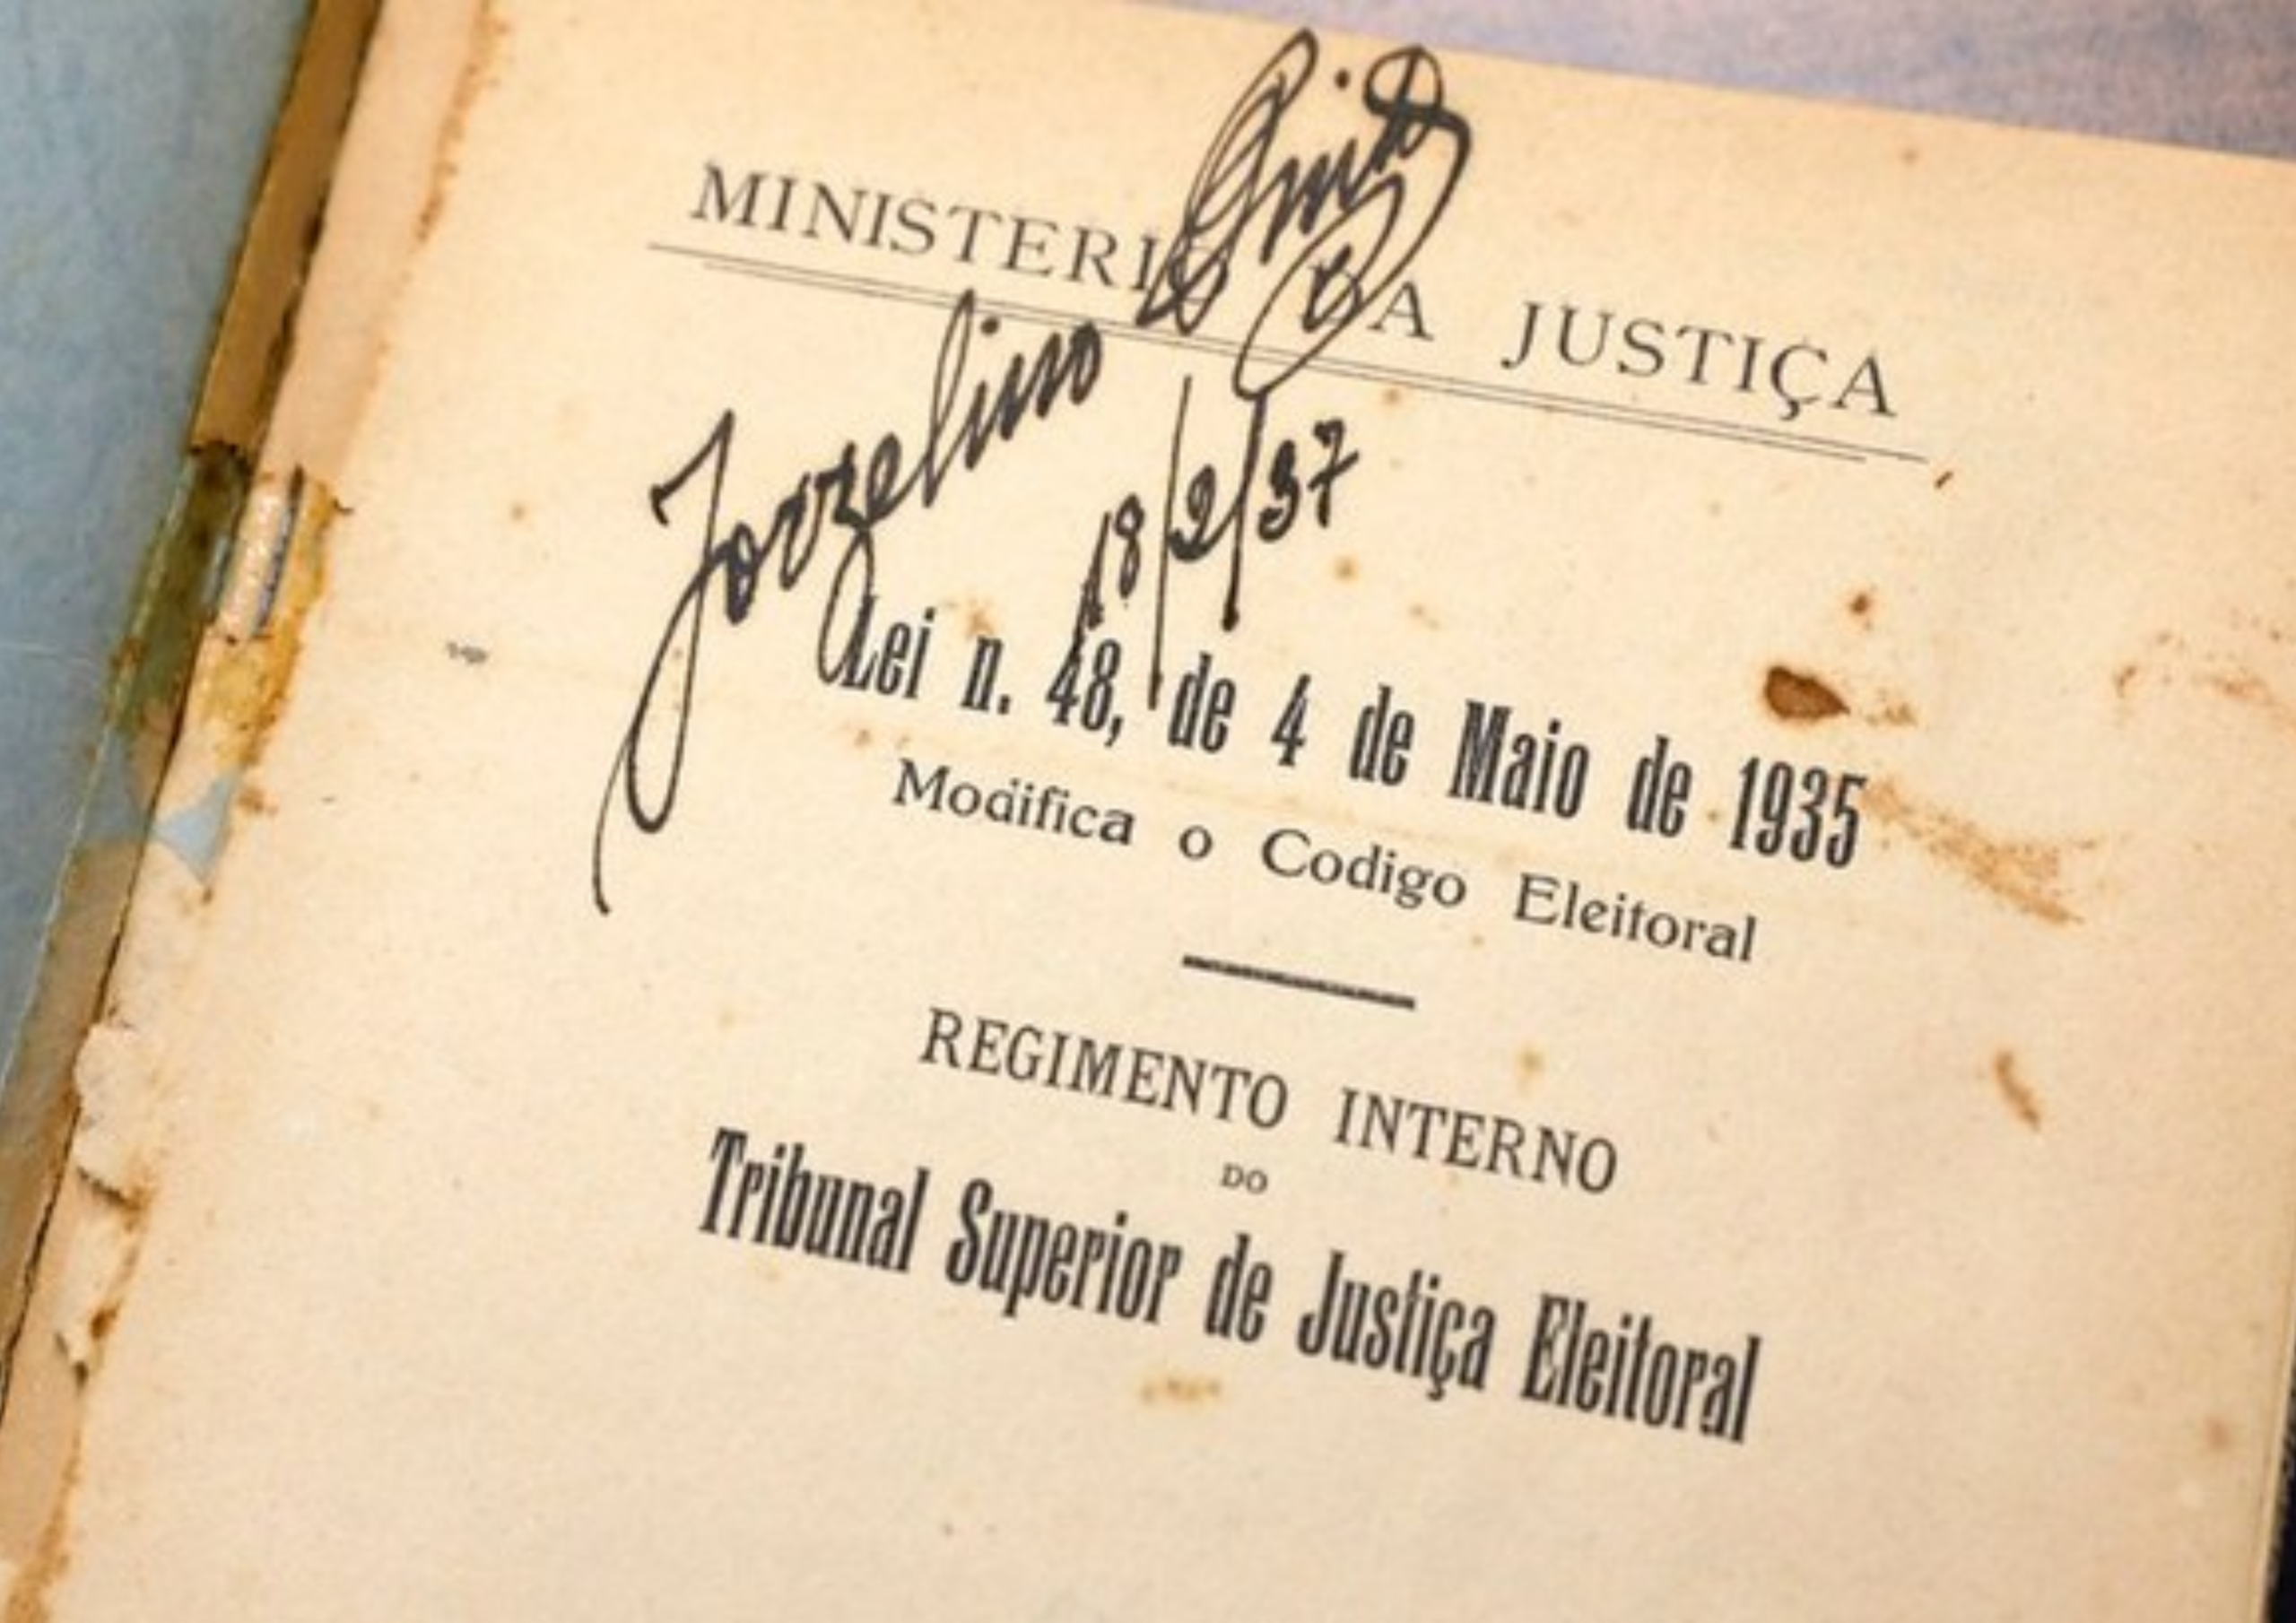 MINISTERIO DA JUSTIÇA
18/2/37
Lei n. 48, de 4 de Maio de 1935
Modifica o Codigo Eleitoral
REGIMENTO INTERNO
DO
Tribunal Superior de Justiça Eleitoral